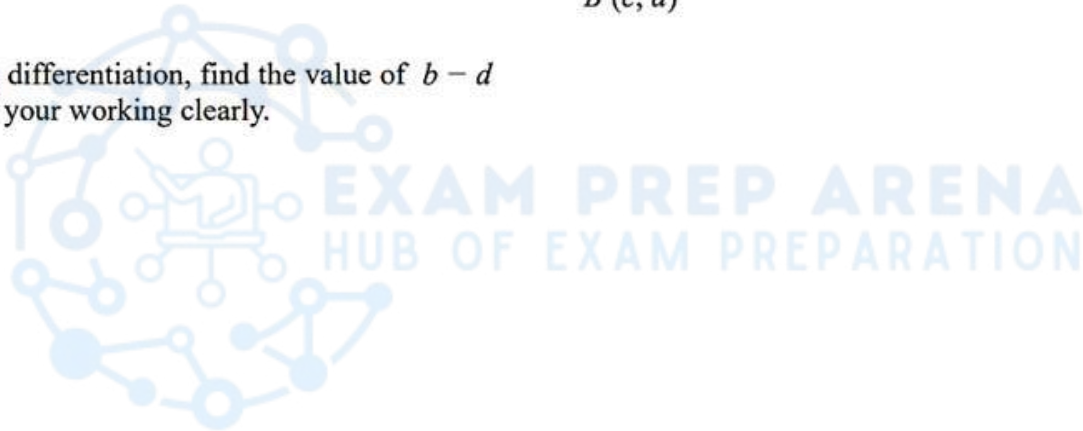 B (c, d)
differentiation, find the value of b – d
your working clearly.
EXAM PREP ARENA
HUB OF EXAM PREPARATION